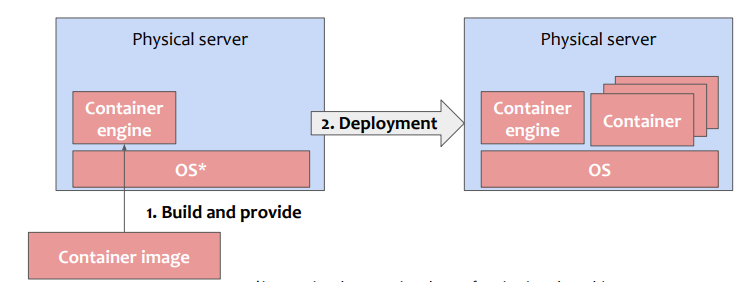 Physical server
Container
engine
OS*
1. Build and provide
Container image
2. Deployment
Physical server
Container
engine
Container
OS